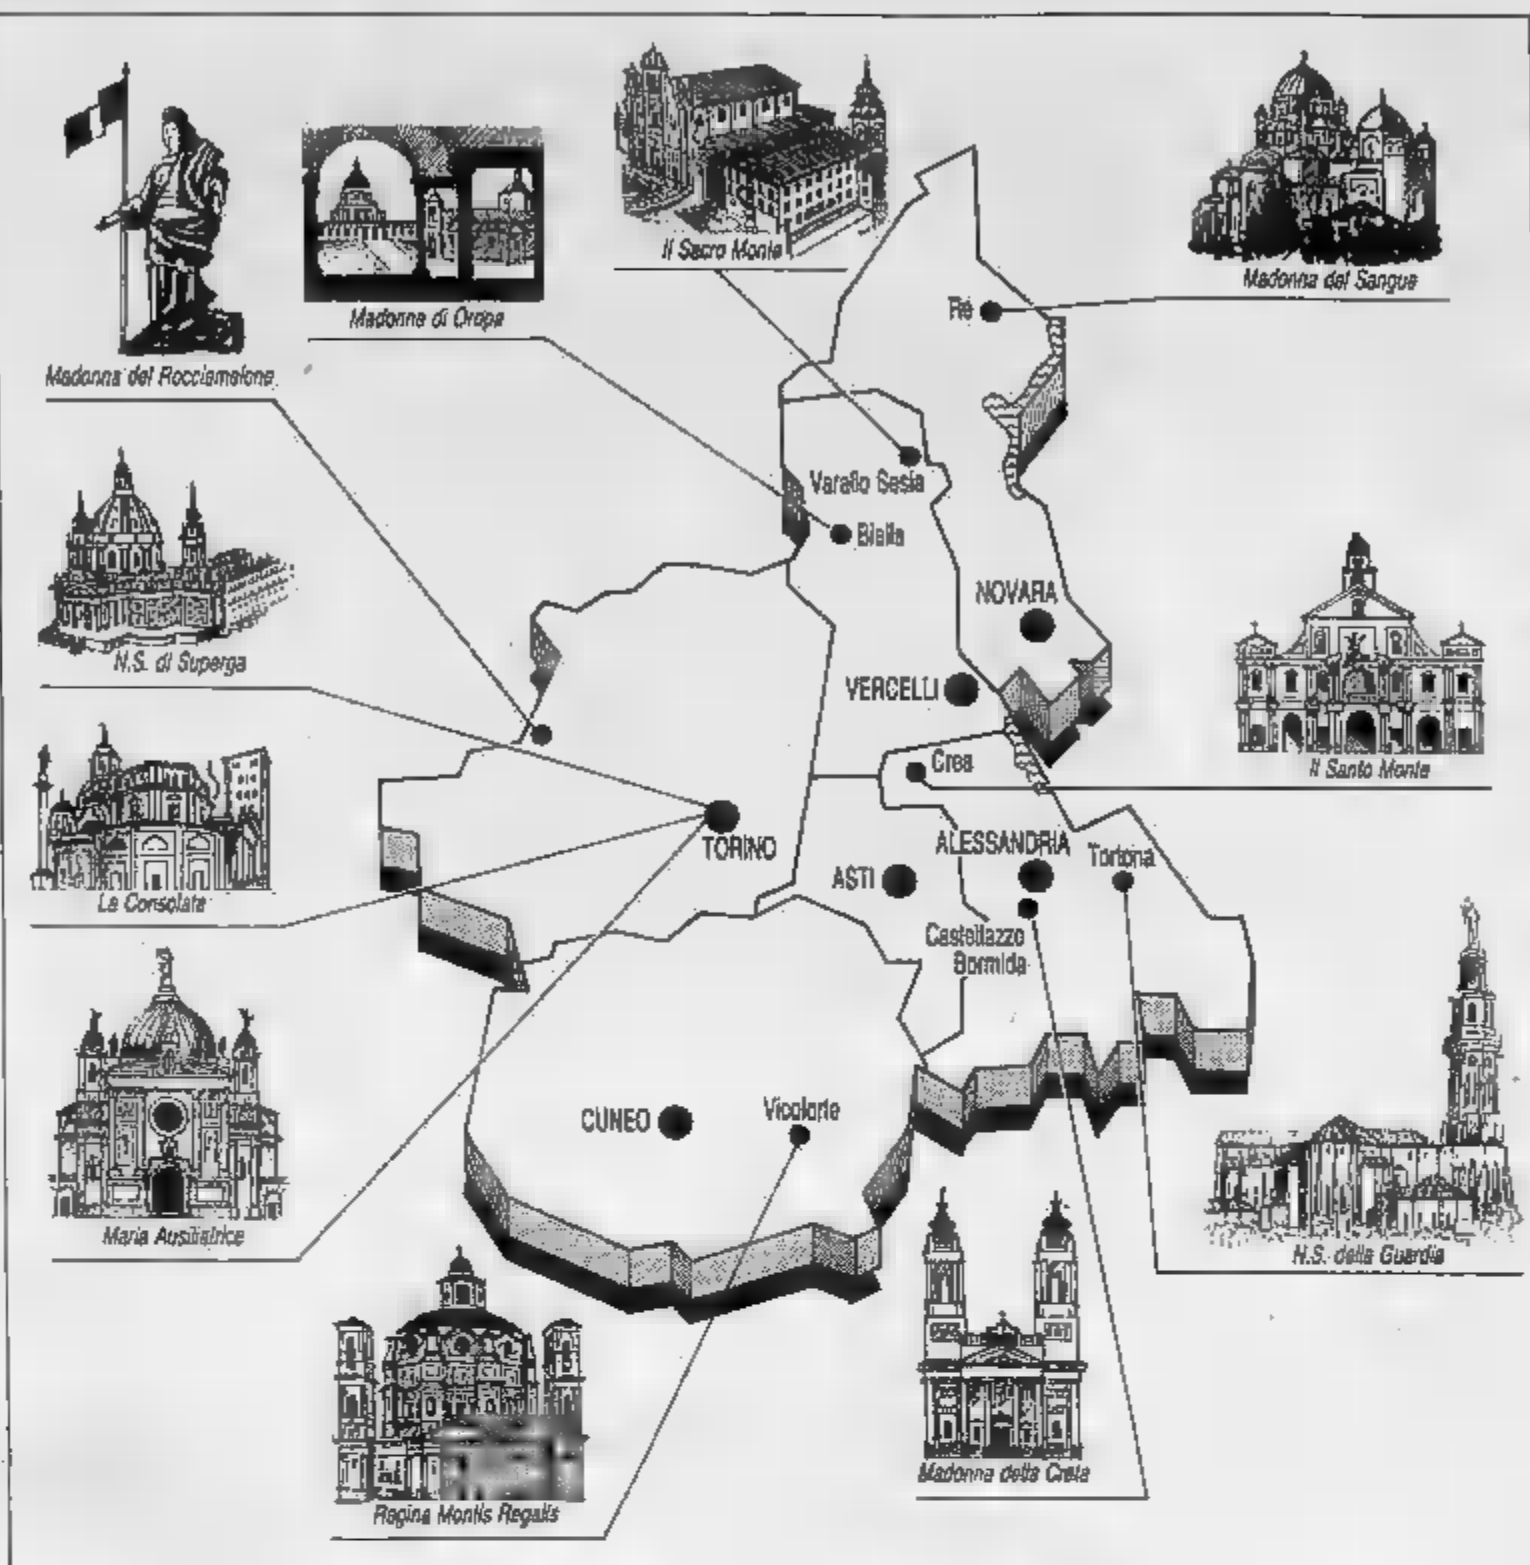 Il Sacro Monte
Madonna del Sangue
Madonna di Oropa
Madonna del Rocciamelone
Rè
Varallo Sesia
Biella
NOVARA
N.S. di Superga
VERCELLI
Crea
Il Santo Monte
TORINO
ALESSANDRIA
Tortona
ASTI
La Consolata
Castellazzo
Bormida
CUNEO
Vicoforte
Maria Ausiliatrice
N.S. della Guardia
Madonna della Creta
Regina Montis Regalis